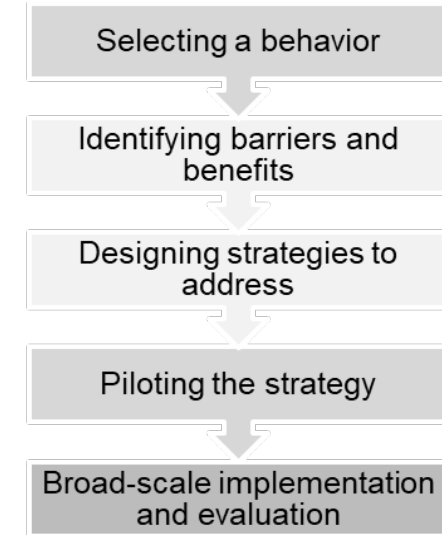 Selecting a behavior
Identifying barriers and
benefits
Designing strategies to
address
Piloting the strategy
Broad-scale implementation
and evaluation